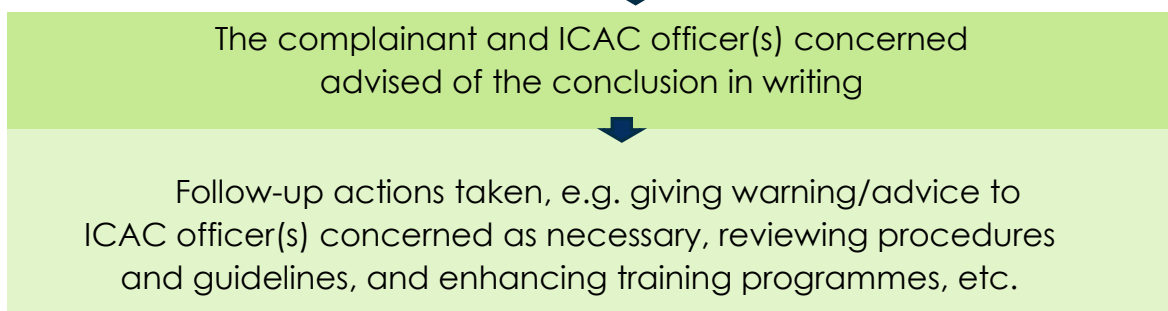 The complainant and ICAC officer(s) concerned
advised of the conclusion in writing
Follow-up actions taken, e.g. giving warning/advice to
ICAC officer(s) concerned as necessary, reviewing procedures
and guidelines, and enhancing training programmes, etc.